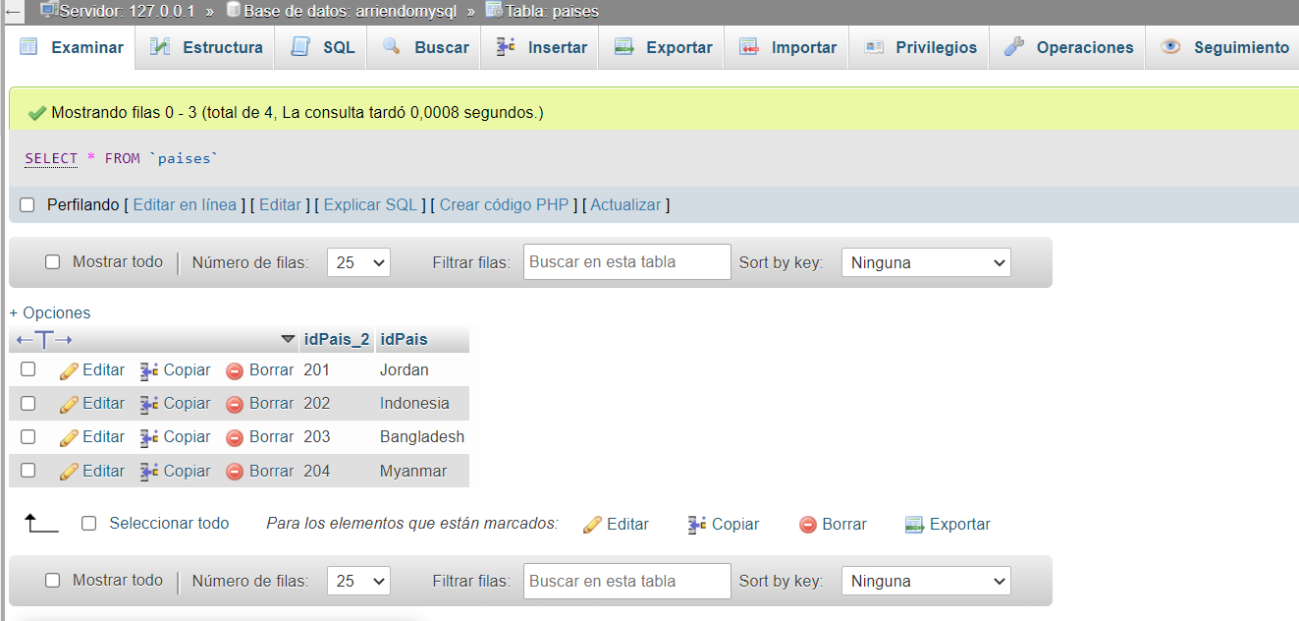 Servidor: 127.0.0.1 » Base de datos: arriendomysql » Tabla: paises
Examinar Estructura SQL Buscar Insertar Exportar Importar Privilegios Operaciones Seguimiento
Mostrando filas 0 - 3 (total de 4, La consulta tardó 0,0008 segundos.)
SELECT * FROM `paises`
Perfilando [ Editar en línea ] [ Editar ] [ Explicar SQL ] [ Crear código PHP ] [ Actualizar ]
Mostrar todo | Número de filas: 25 Filtrar filas: Buscar en esta tabla Sort by key: Ninguna
+ Opciones
←T→ idPais_2 idPais
Editar Copiar Borrar 201 Jordan
Editar Copiar Borrar 202 Indonesia
Editar Copiar Borrar 203 Bangladesh
Editar Copiar Borrar 204 Myanmar
Seleccionar todo Para los elementos que están marcados: Editar Copiar Borrar Exportar
Mostrar todo | Número de filas: 25 Filtrar filas: Buscar en esta tabla Sort by key: Ninguna